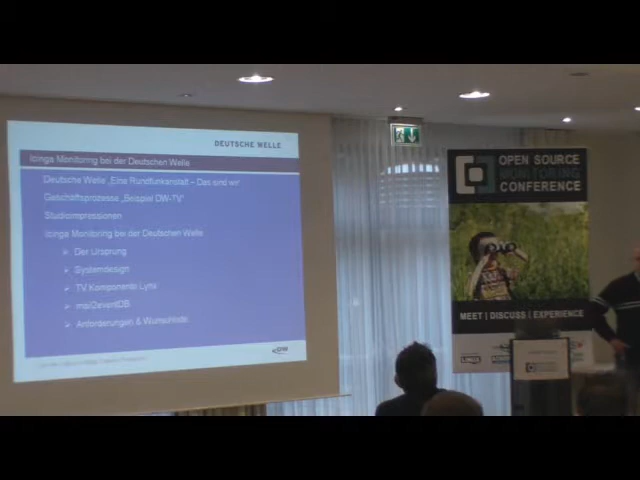 DEUTSCHE WELLE
Icinga Monitoring bei der Deutschen Welle
Deutsche Welle „Eine Rundfunkanstalt – Das sind wir“
Geschäftsprozesse „Beispiel DW-TV“
Studioimpressionen
Icinga Monitoring bei der Deutschen Welle
Der Ursprung
Systemdesign
TV Komponente Lynx
mail2eventDB
Anforderungen & Wunschliste
OPEN SOURCE
MONITORING
CONFERENCE
MEET | DISCUSS | EXPERIENCE